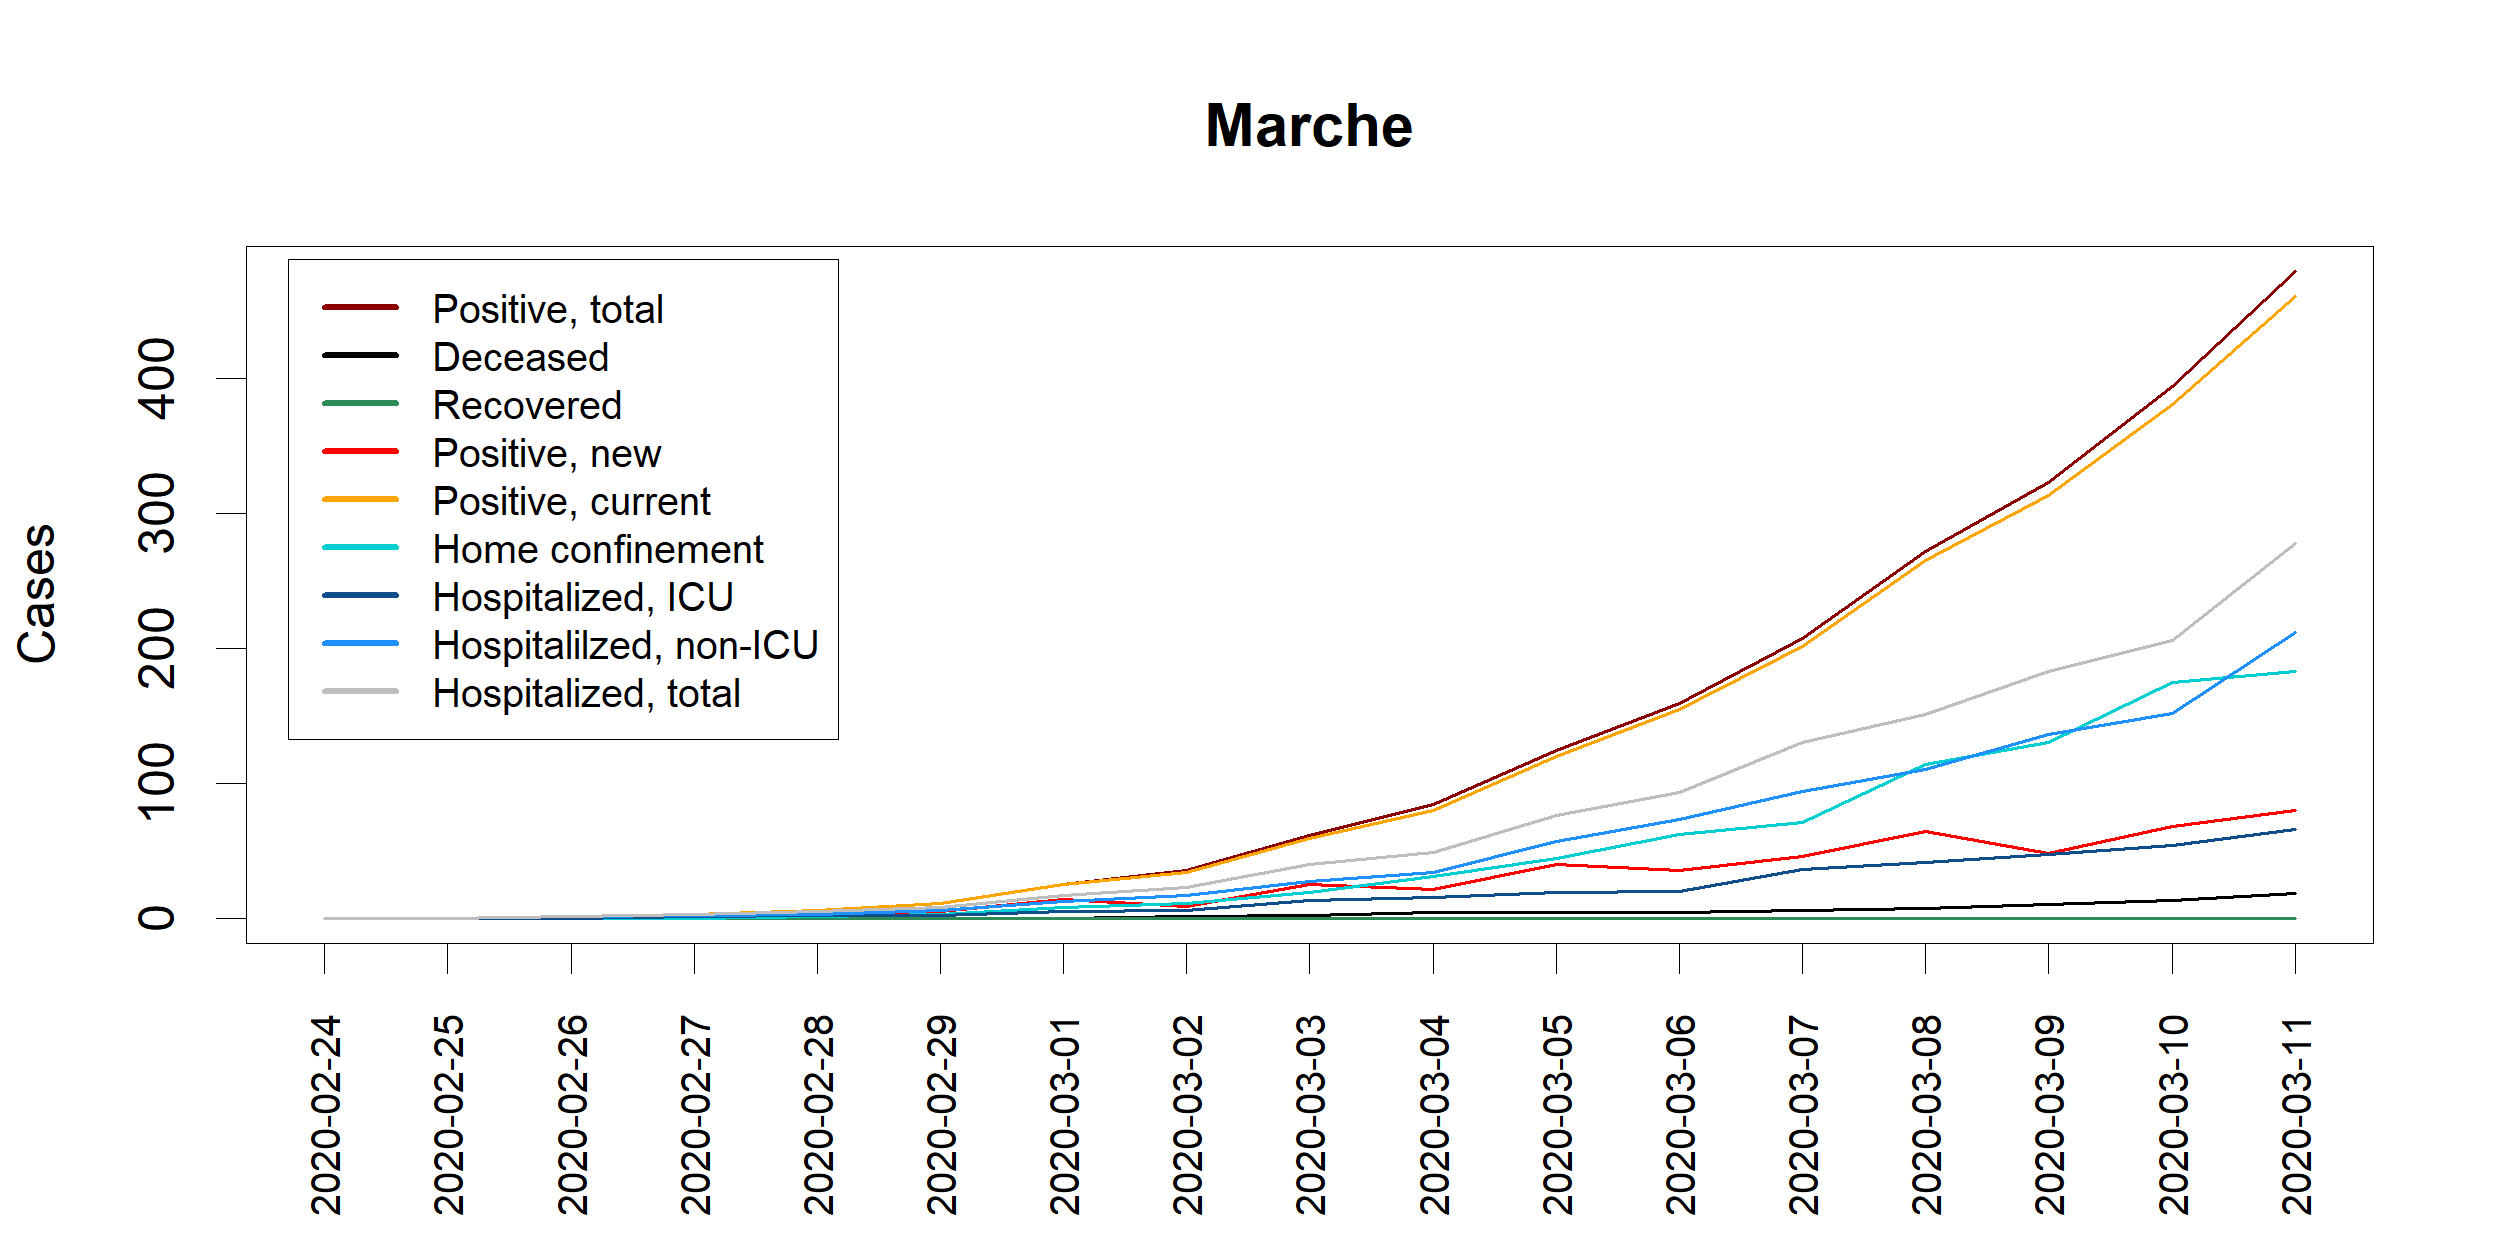 Marche
Positive, total
Deceased
Recovered
Positive, new
Positive, current
Home confinement
Hospitalized, ICU
Hospitalilzed, non-ICU
Hospitalized, total
Cases
400
300
200
100
0
2020-02-24
2020-02-25
2020-02-26
2020-02-27
2020-02-28
2020-02-29
2020-03-01
2020-03-02
2020-03-03
2020-03-04
2020-03-05
2020-03-06
2020-03-07
2020-03-08
2020-03-09
2020-03-10
2020-03-11